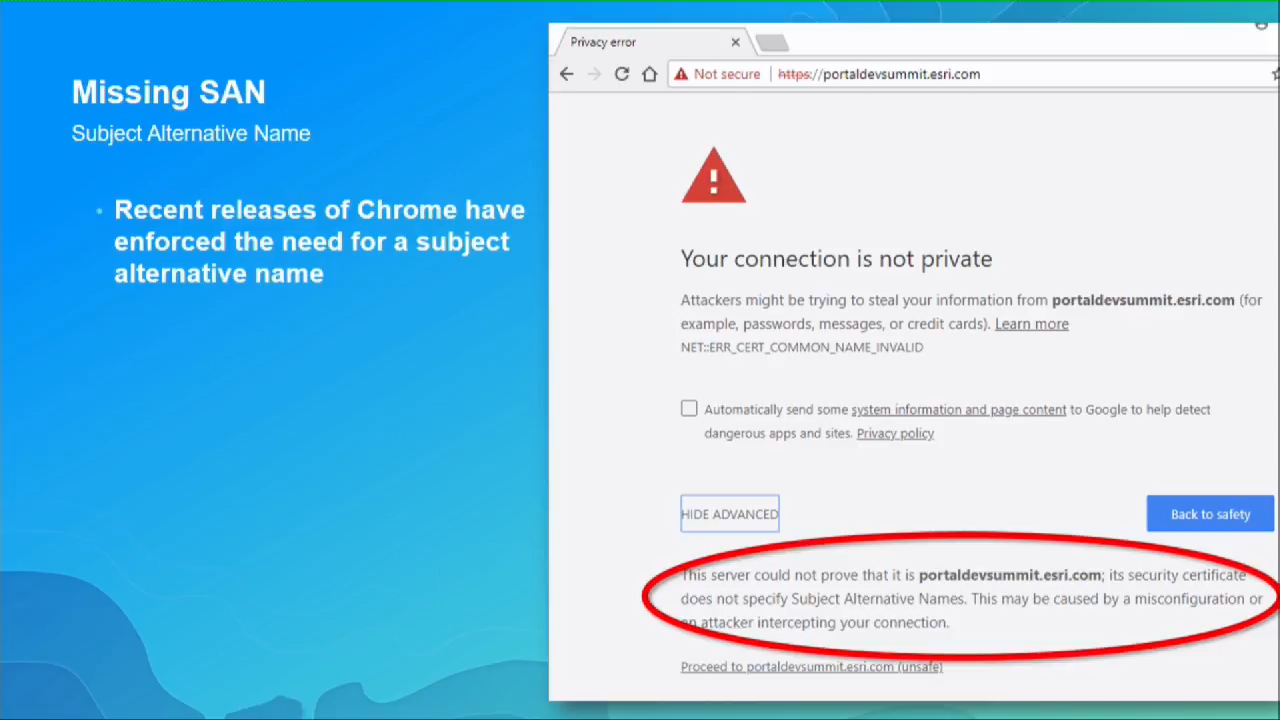 Missing SAN
Subject Alternative Name
• Recent releases of Chrome have
enforced the need for a subject
alternative name
Privacy error
Not secure | https://portaldevsummit.esri.com
Your connection is not private
Attackers might be trying to steal your information from portaldevsummit.esri.com (for
example, passwords, messages, or credit cards). Learn more
NET::ERR_CERT_COMMON_NAME_INVALID
Automatically send some system information and page content to Google to help detect
dangerous apps and sites. Privacy policy
HIDE ADVANCED
Back to safety
This server could not prove that it is portaldevsummit.esri.com; its security certificate
does not specify Subject Alternative Names. This may be caused by a misconfiguration or
an attacker intercepting your connection.
Proceed to portaldevsummit.esri.com (unsafe)